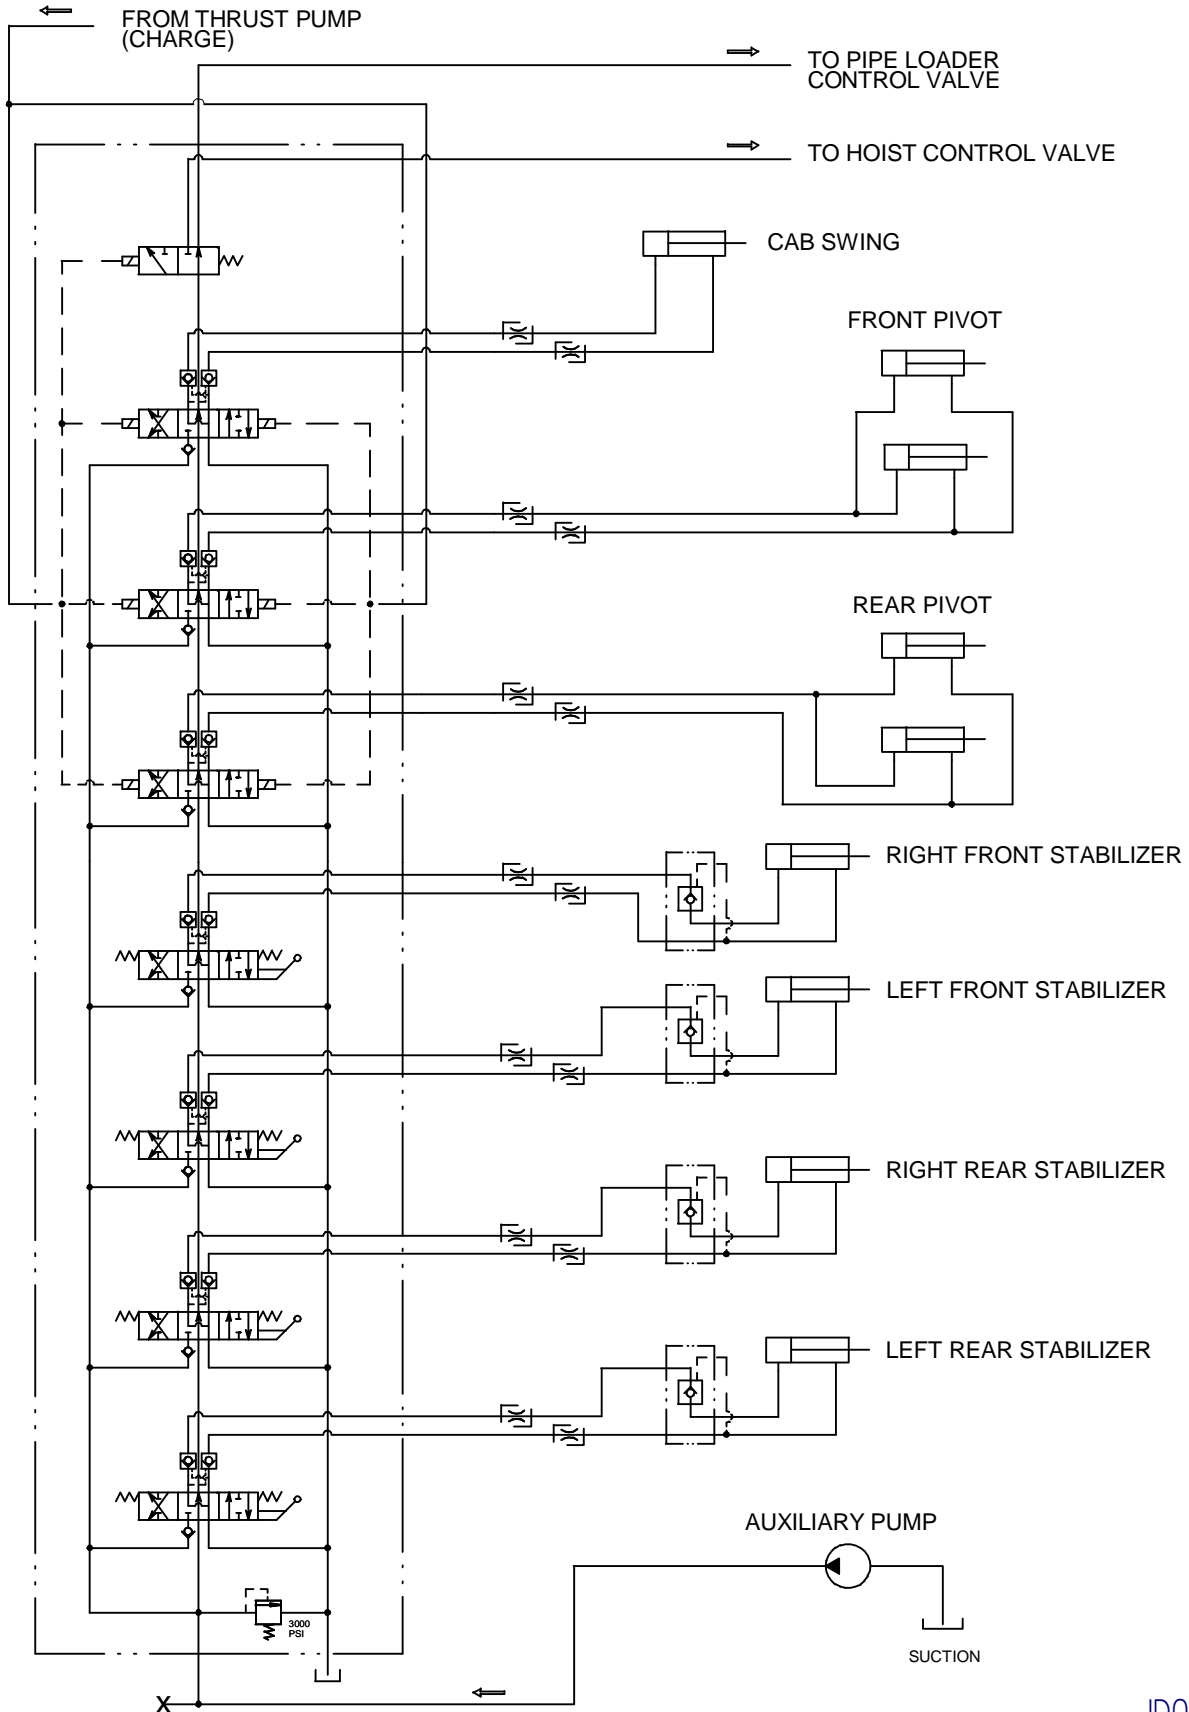 FROM THRUST PUMP
(CHARGE)
TO PIPE LOADER
CONTROL VALVE
TO HOIST CONTROL VALVE
CAB SWING
FRONT PIVOT
REAR PIVOT
RIGHT FRONT STABILIZER
LEFT FRONT STABILIZER
RIGHT REAR STABILIZER
LEFT REAR STABILIZER
AUXILIARY PUMP
3000
PSI
SUCTION
X